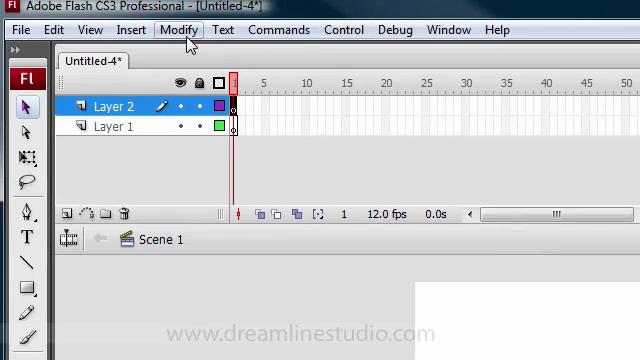 Adobe Flash CS3 Professional - [Untitled-4*]
File Edit View Insert Modify Text Commands Control Debug Window Help
Untitled-4*
Fl
1 5 10 15 20 25 30 35 40 45 50
Layer 2
Layer 1
1 12.0 fps 0.0s
Scene 1
T
www.dreamlinestudio.com